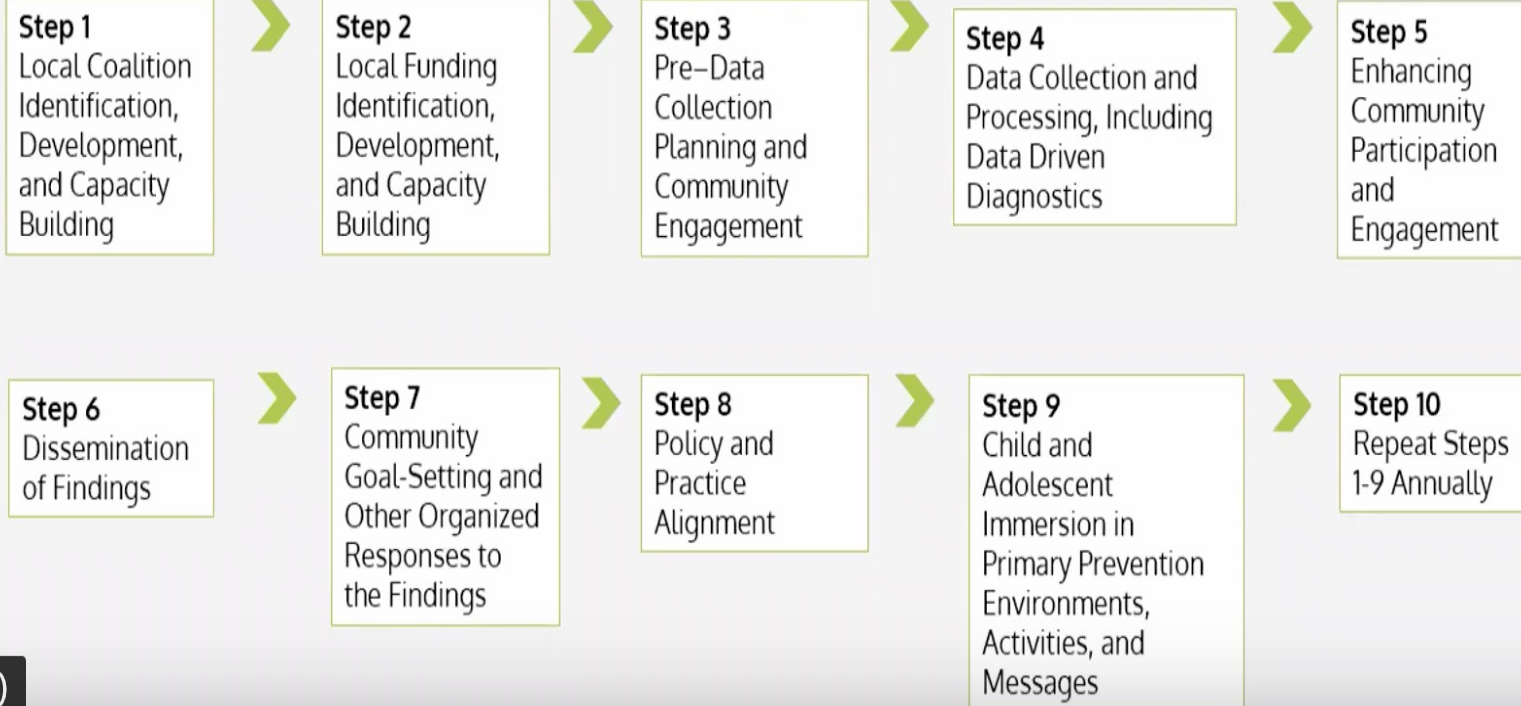 Step 1
Local Coalition
Identification,
Development,
and Capacity
Building
Step 2
Local Funding
Identification,
Development,
and Capacity
Building
Step 3
Pre–Data
Collection
Planning and
Community
Engagement
Step 4
Data Collection and
Processing, Including
Data Driven
Diagnostics
Step 5
Enhancing
Community
Participation
and
Engagement
Step 6
Dissemination
of Findings
Step 7
Community
Goal-Setting and
Other Organized
Responses to
the Findings
Step 8
Policy and
Practice
Alignment
Step 9
Child and
Adolescent
Immersion in
Primary Prevention
Environments,
Activities, and
Messages
Step 10
Repeat Steps
1-9 Annually